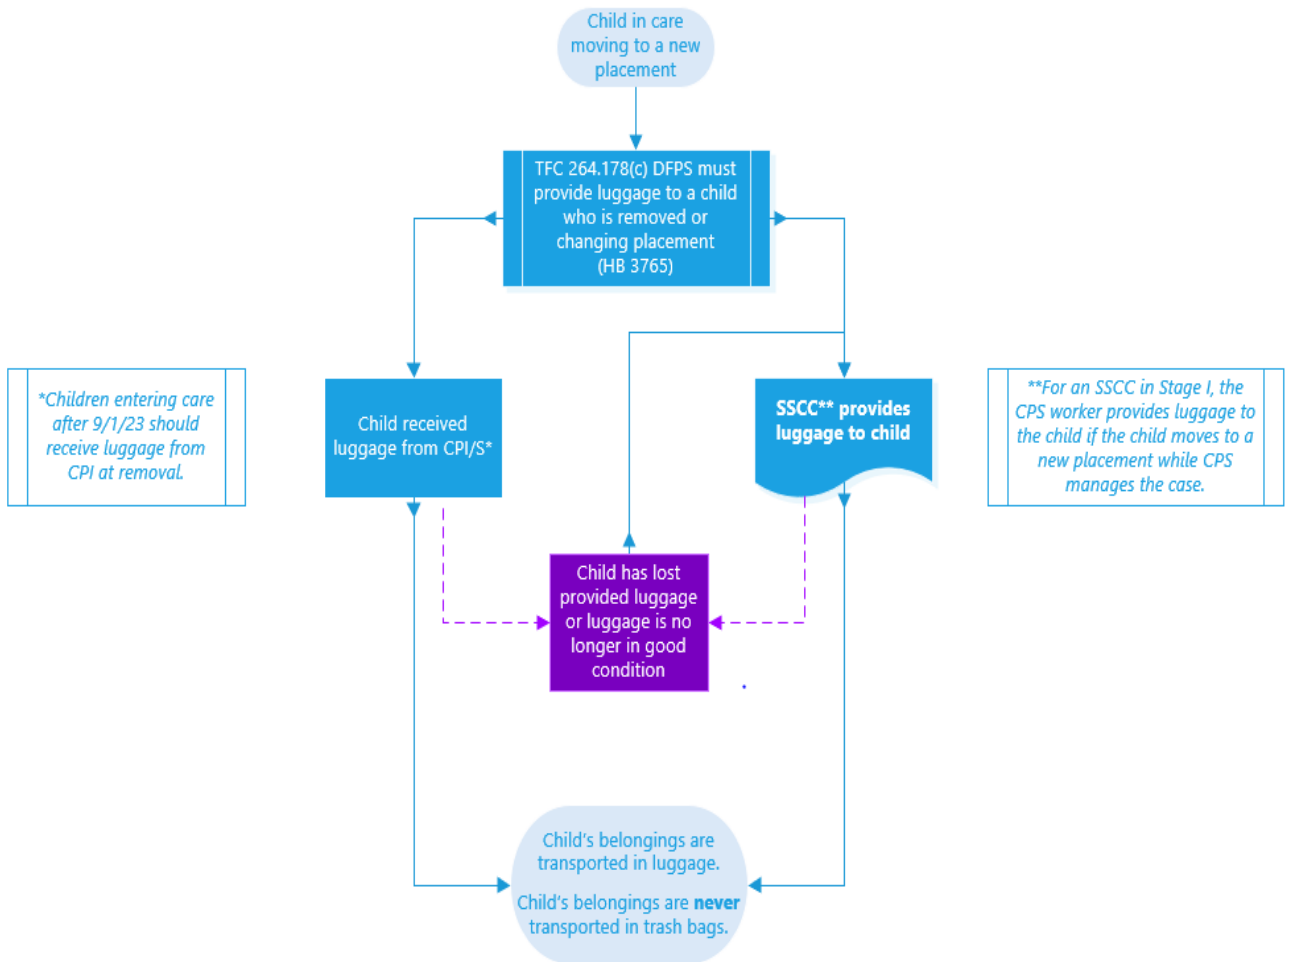 Child in care
moving to a new
placement
TFC 264.178(c) DFPS must
provide luggage to a child
who is removed or
changing placement
(HB 3765)
*Children entering care
after 9/1/23 should
receive luggage from
CPI at removal.
Child received
luggage from CPI/S*
SSCC** provides
luggage to child
**For an SSCC in Stage I, the
CPS worker provides luggage to
the child if the child moves to a
new placement while CPS
manages the case.
Child has lost
provided luggage
or luggage is no
longer in good
condition
Child's belongings are
transported in luggage.
Child's belongings are never
transported in trash bags.